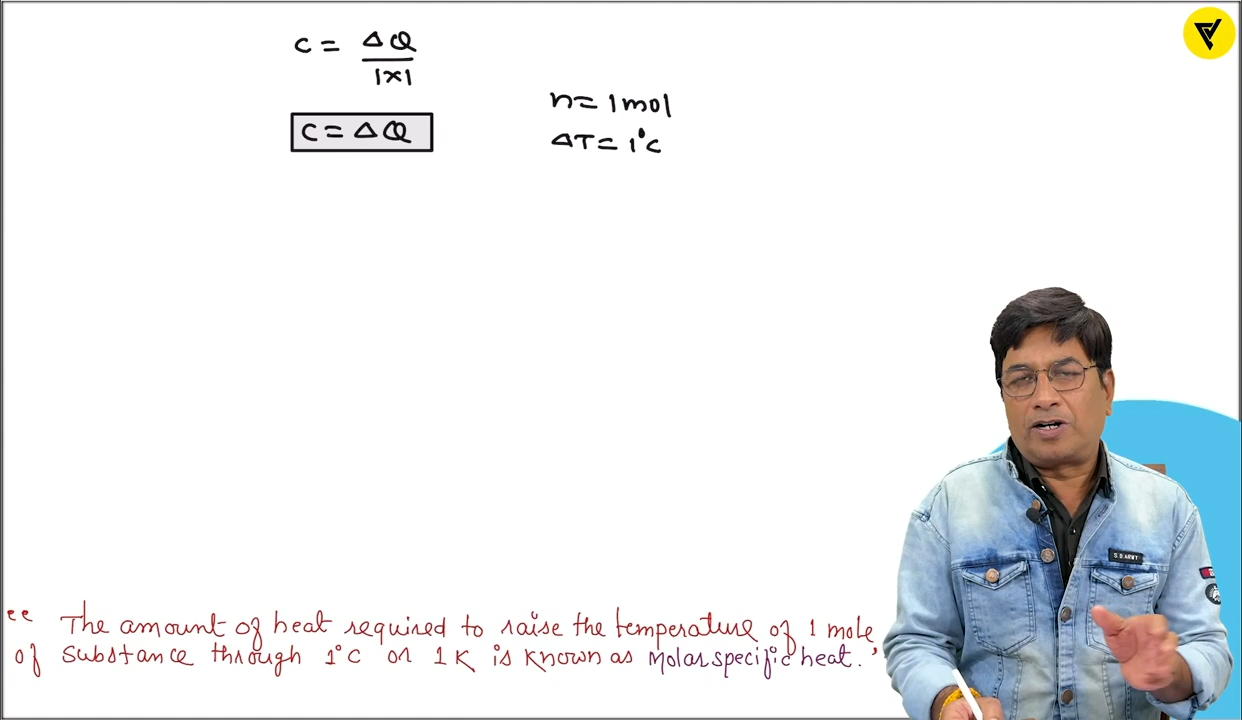 C = ΔQ
1×1
C = ΔQ
n = 1 mol
ΔT = 1°C
S.D ARMY
“ The amount of heat required to raise the temperature of 1 mole
of substance through 1°C or 1 K is known as Molar specific heat. ”